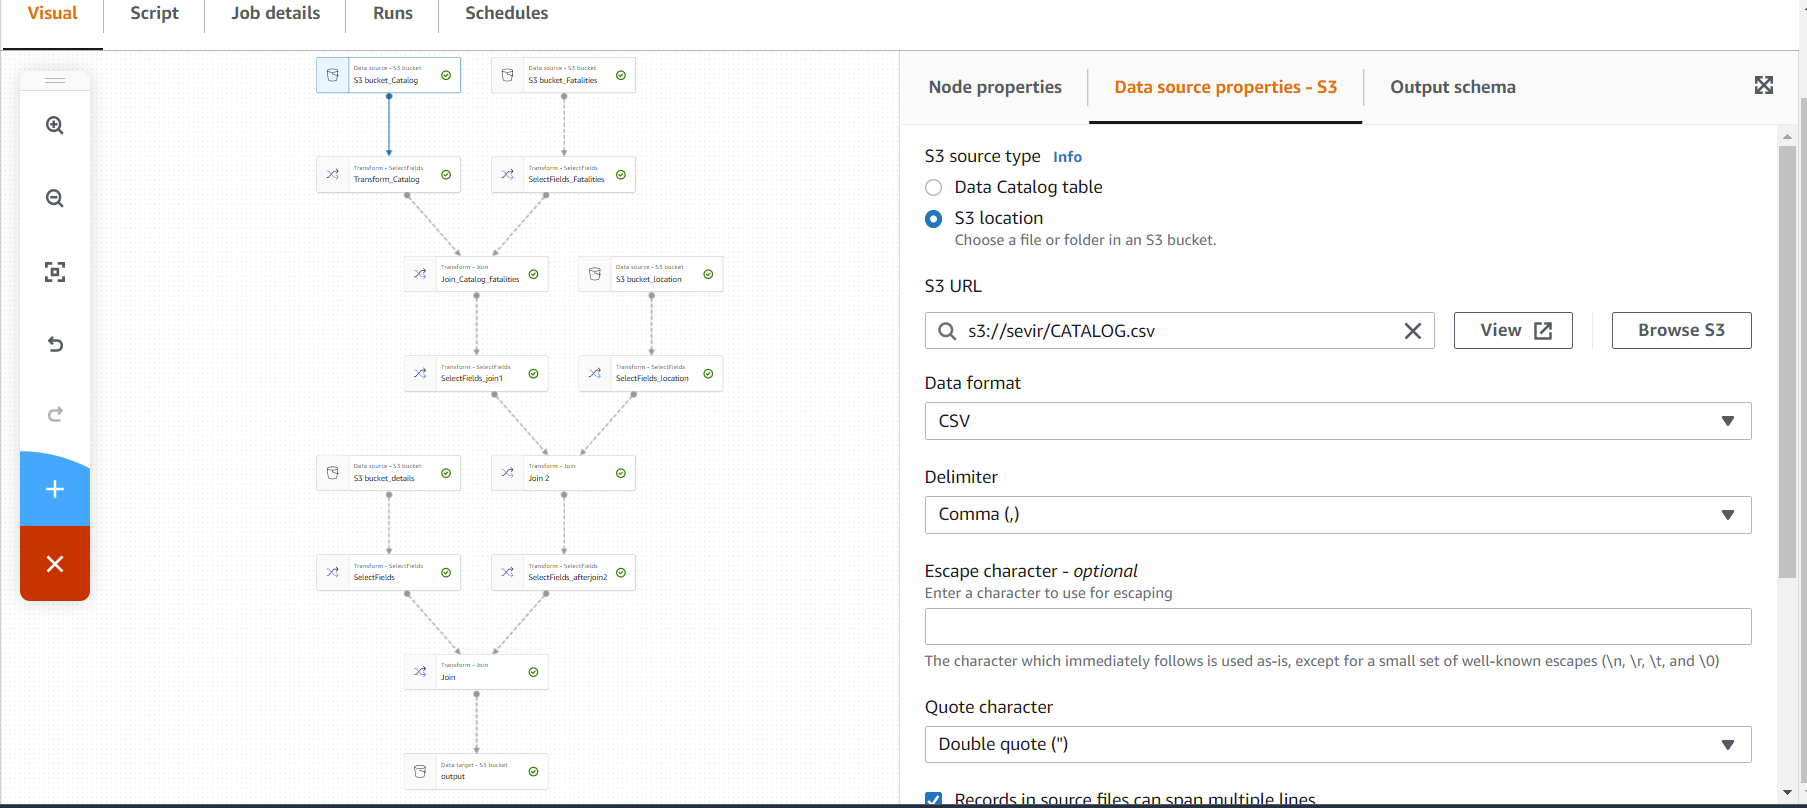 Visual
Script
Job details
Runs
Schedules
Data source - S3 bucket
S3 bucket_Catalog
Data source - S3 bucket
S3 bucket_Fatalities
Transform - SelectFields
Transform_Catalog
Transform - SelectFields
SelectFields_Fatalities
Transform - Join
Join_Catalog_fatalities
Data source - S3 bucket
S3 bucket_location
Transform - SelectFields
SelectFields_join1
Transform - SelectFields
SelectFields_location
Data source - S3 bucket
S3 bucket_details
Transform - Join
Join 2
Transform - SelectFields
SelectFields
Transform - SelectFields
SelectFields_afterjoin2
Transform - Join
Join
Data target - S3 bucket
output
Node properties
Data source properties - S3
Output schema
S3 source type Info
Data Catalog table
S3 location
Choose a file or folder in an S3 bucket.
S3 URL
s3://sevir/CATALOG.csv
View
Browse S3
Data format
CSV
Delimiter
Comma (,)
Escape character - optional
Enter a character to use for escaping
The character which immediately follows is used as-is, except for a small set of well-known escapes (\n, \r, \t, and \0)
Quote character
Double quote (")
Records in source files can span multiple lines